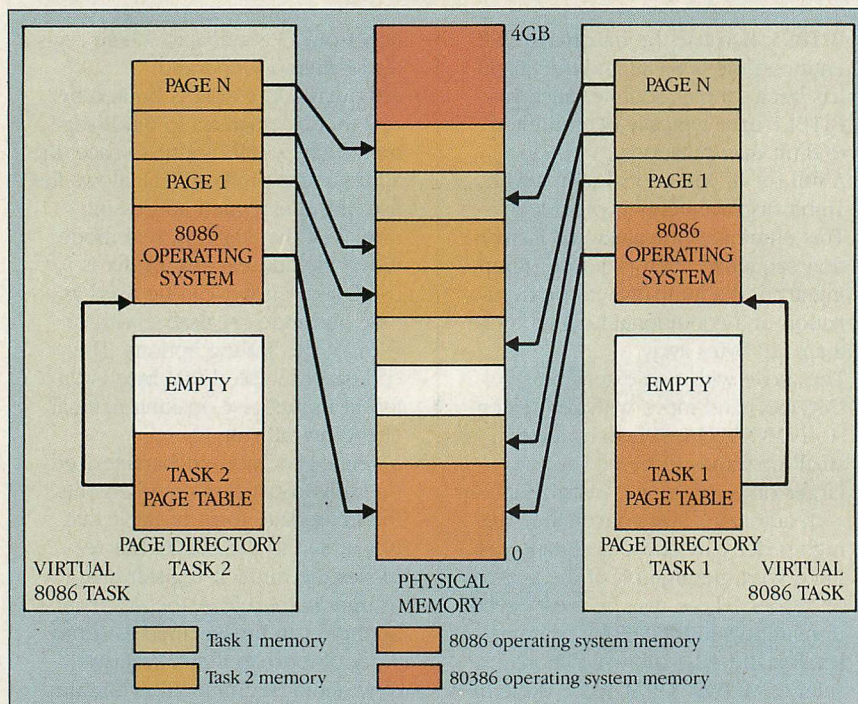 PAGE N
PAGE 1
8086
OPERATING
SYSTEM
EMPTY
TASK 2
PAGE TABLE
PAGE DIRECTORY
TASK 2
VIRTUAL
8086 TASK
4GB
0
PHYSICAL
MEMORY
PAGE N
PAGE 1
8086
OPERATING
SYSTEM
EMPTY
TASK 1
PAGE TABLE
PAGE DIRECTORY
TASK 1
VIRTUAL
8086 TASK
Task 1 memory
Task 2 memory
8086 operating system memory
80386 operating system memory